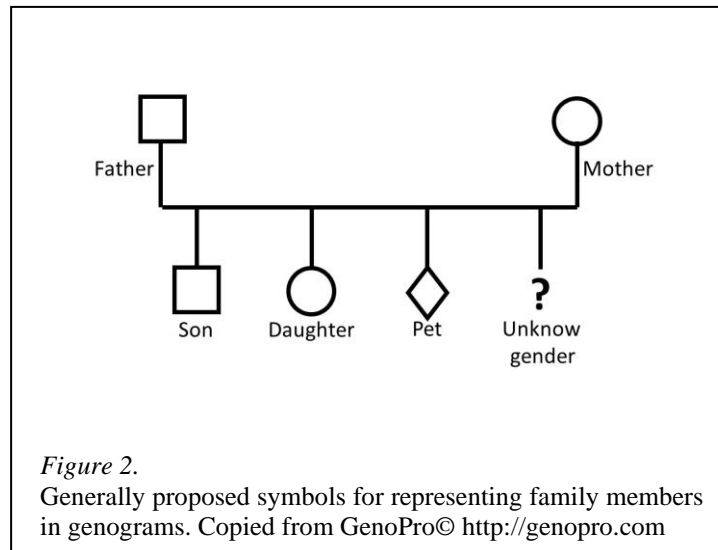 Father
Mother
Son
Daughter
Pet
?
Unknow
gender
Figure 2.
Generally proposed symbols for representing family members
in genograms. Copied from GenoPro© http://genopro.com